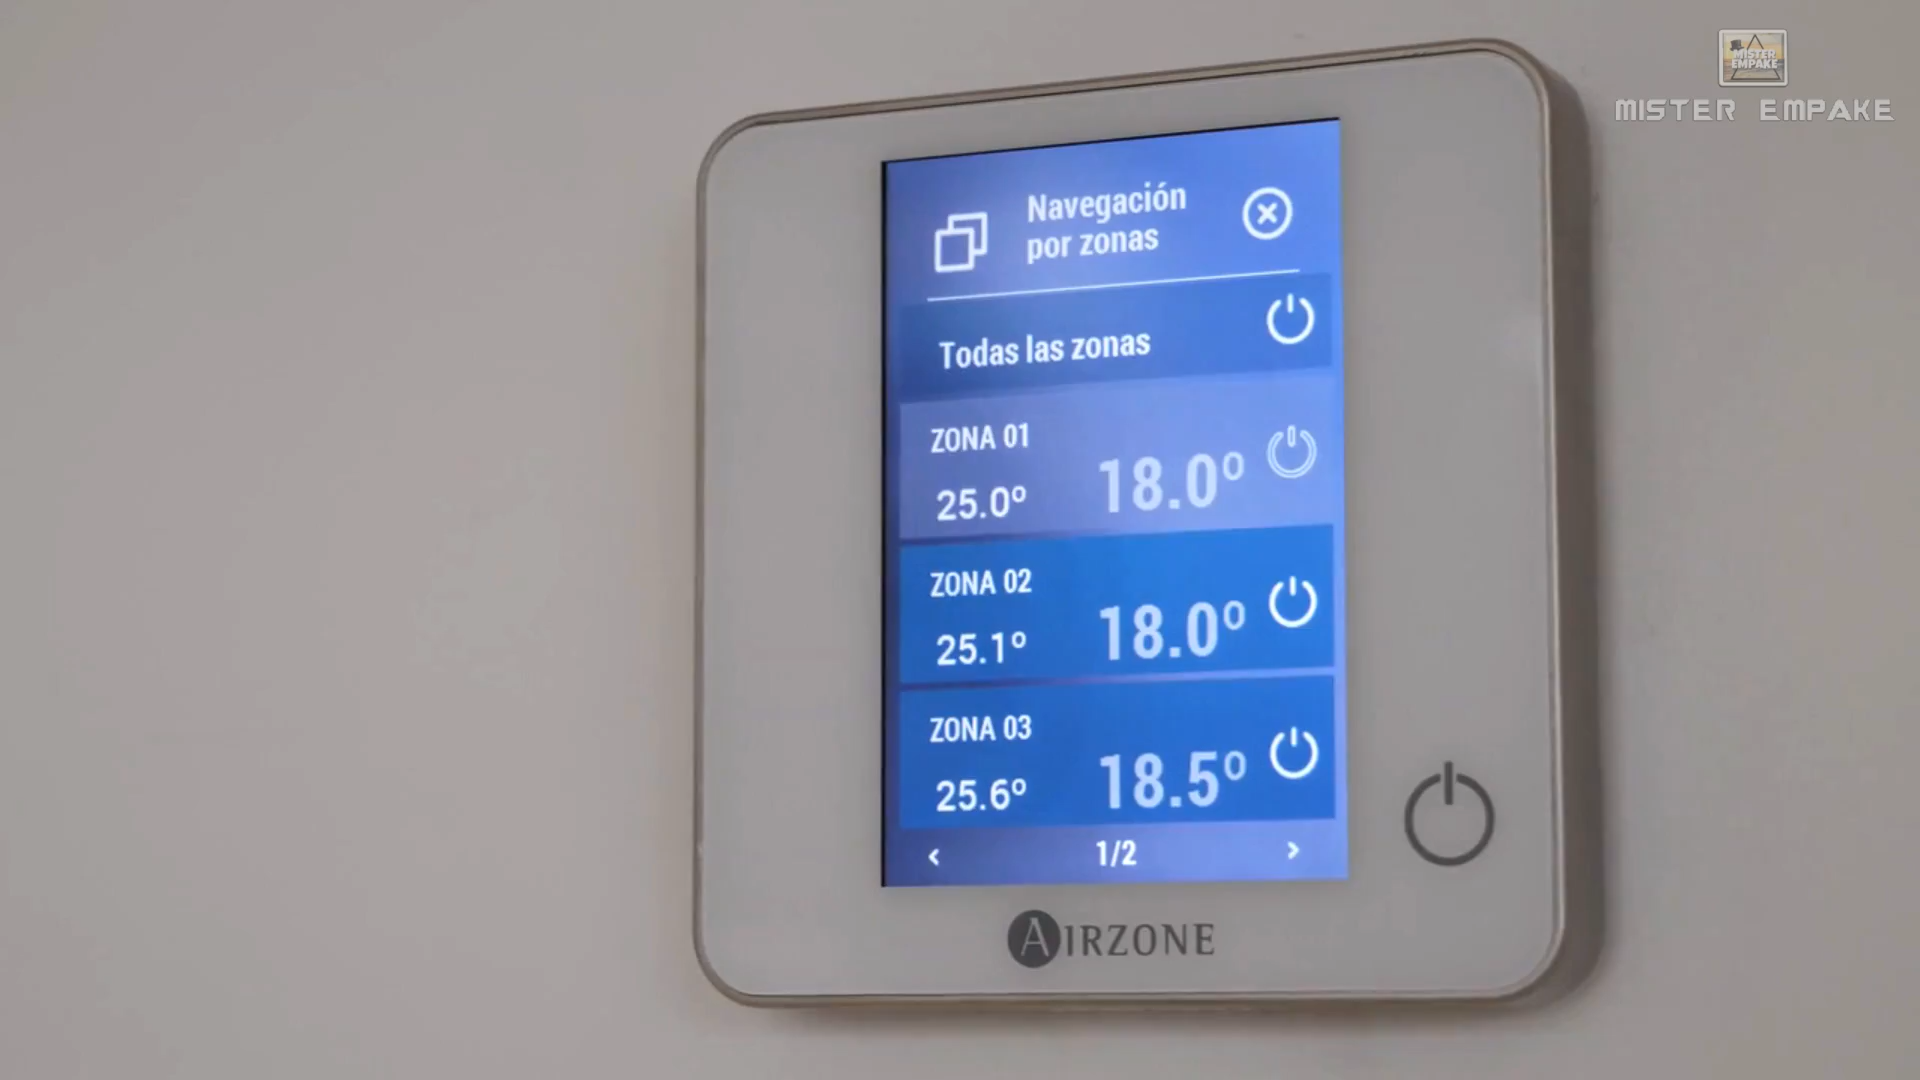 MISTER
EMPAKE
MISTER EMPAKE
Navegación
por zonas
Todas las zonas
ZONA 01
25.0º 18.0º
ZONA 02
25.1º 18.0º
ZONA 03
25.6º 18.5º
‹ 1/2 ›
AIRZONE